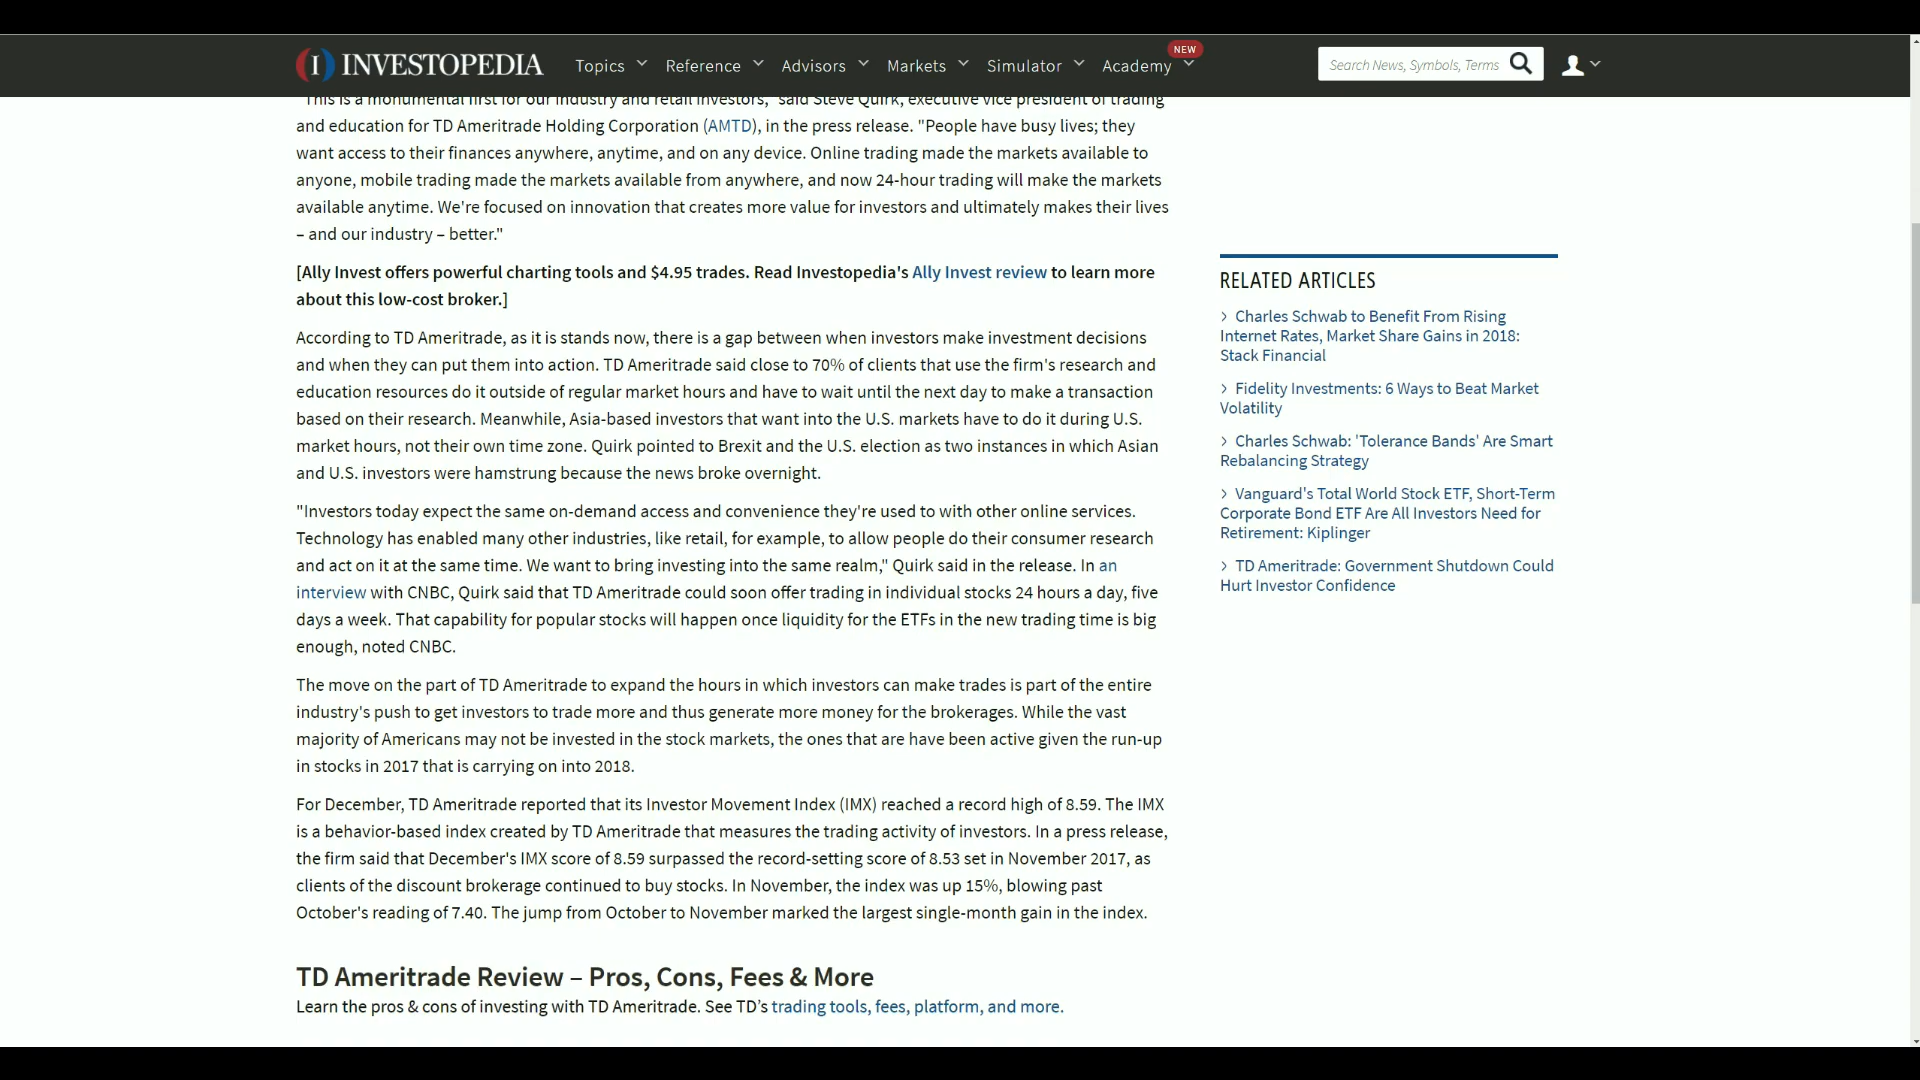 INVESTOPEDIA
Topics
Reference
Advisors
Markets
Simulator
Academy
NEW
Search News, Symbols, Terms
"This is a monumental first for our industry and retail investors," said Steve Quirk, executive vice president of trading
and education for TD Ameritrade Holding Corporation (AMTD), in the press release. "People have busy lives; they
want access to their finances anywhere, anytime, and on any device. Online trading made the markets available to
anyone, mobile trading made the markets available from anywhere, and now 24-hour trading will make the markets
available anytime. We're focused on innovation that creates more value for investors and ultimately makes their lives
– and our industry – better."
[Ally Invest offers powerful charting tools and $4.95 trades. Read Investopedia's Ally Invest review to learn more
about this low-cost broker.]
According to TD Ameritrade, as it is stands now, there is a gap between when investors make investment decisions
and when they can put them into action. TD Ameritrade said close to 70% of clients that use the firm's research and
education resources do it outside of regular market hours and have to wait until the next day to make a transaction
based on their research. Meanwhile, Asia-based investors that want into the U.S. markets have to do it during U.S.
market hours, not their own time zone. Quirk pointed to Brexit and the U.S. election as two instances in which Asian
and U.S. investors were hamstrung because the news broke overnight.
"Investors today expect the same on-demand access and convenience they're used to with other online services.
Technology has enabled many other industries, like retail, for example, to allow people do their consumer research
and act on it at the same time. We want to bring investing into the same realm," Quirk said in the release. In an
interview with CNBC, Quirk said that TD Ameritrade could soon offer trading in individual stocks 24 hours a day, five
days a week. That capability for popular stocks will happen once liquidity for the ETFs in the new trading time is big
enough, noted CNBC.
The move on the part of TD Ameritrade to expand the hours in which investors can make trades is part of the entire
industry's push to get investors to trade more and thus generate more money for the brokerages. While the vast
majority of Americans may not be invested in the stock markets, the ones that are have been active given the run-up
in stocks in 2017 that is carrying on into 2018.
For December, TD Ameritrade reported that its Investor Movement Index (IMX) reached a record high of 8.59. The IMX
is a behavior-based index created by TD Ameritrade that measures the trading activity of investors. In a press release,
the firm said that December's IMX score of 8.59 surpassed the record-setting score of 8.53 set in November 2017, as
clients of the discount brokerage continued to buy stocks. In November, the index was up 15%, blowing past
October's reading of 7.40. The jump from October to November marked the largest single-month gain in the index.
TD Ameritrade Review – Pros, Cons, Fees & More
Learn the pros & cons of investing with TD Ameritrade. See TD’s trading tools, fees, platform, and more.
RELATED ARTICLES
> Charles Schwab to Benefit From Rising
Internet Rates, Market Share Gains in 2018:
Stack Financial
> Fidelity Investments: 6 Ways to Beat Market
Volatility
> Charles Schwab: 'Tolerance Bands' Are Smart
Rebalancing Strategy
> Vanguard's Total World Stock ETF, Short-Term
Corporate Bond ETF Are All Investors Need for
Retirement: Kiplinger
> TD Ameritrade: Government Shutdown Could
Hurt Investor Confidence